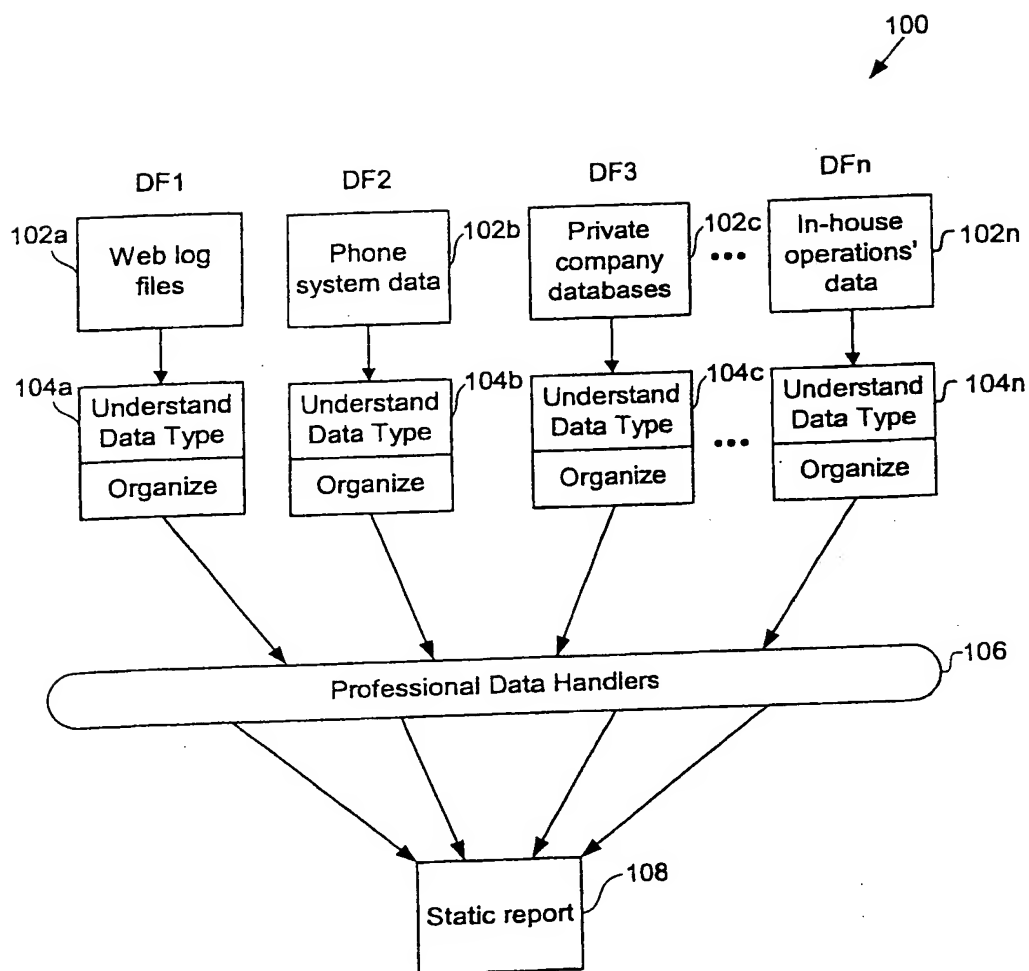 100
DF1
DF2
DF3
DFn
102a
Web log
files
102b
Phone
system data
102c
Private
company
databases
•••
102n
In-house
operations'
data
104a
Understand
Data Type
Organize
104b
Understand
Data Type
Organize
104c
Understand
Data Type
Organize
•••
104n
Understand
Data Type
Organize
106
Professional Data Handlers
108
Static report